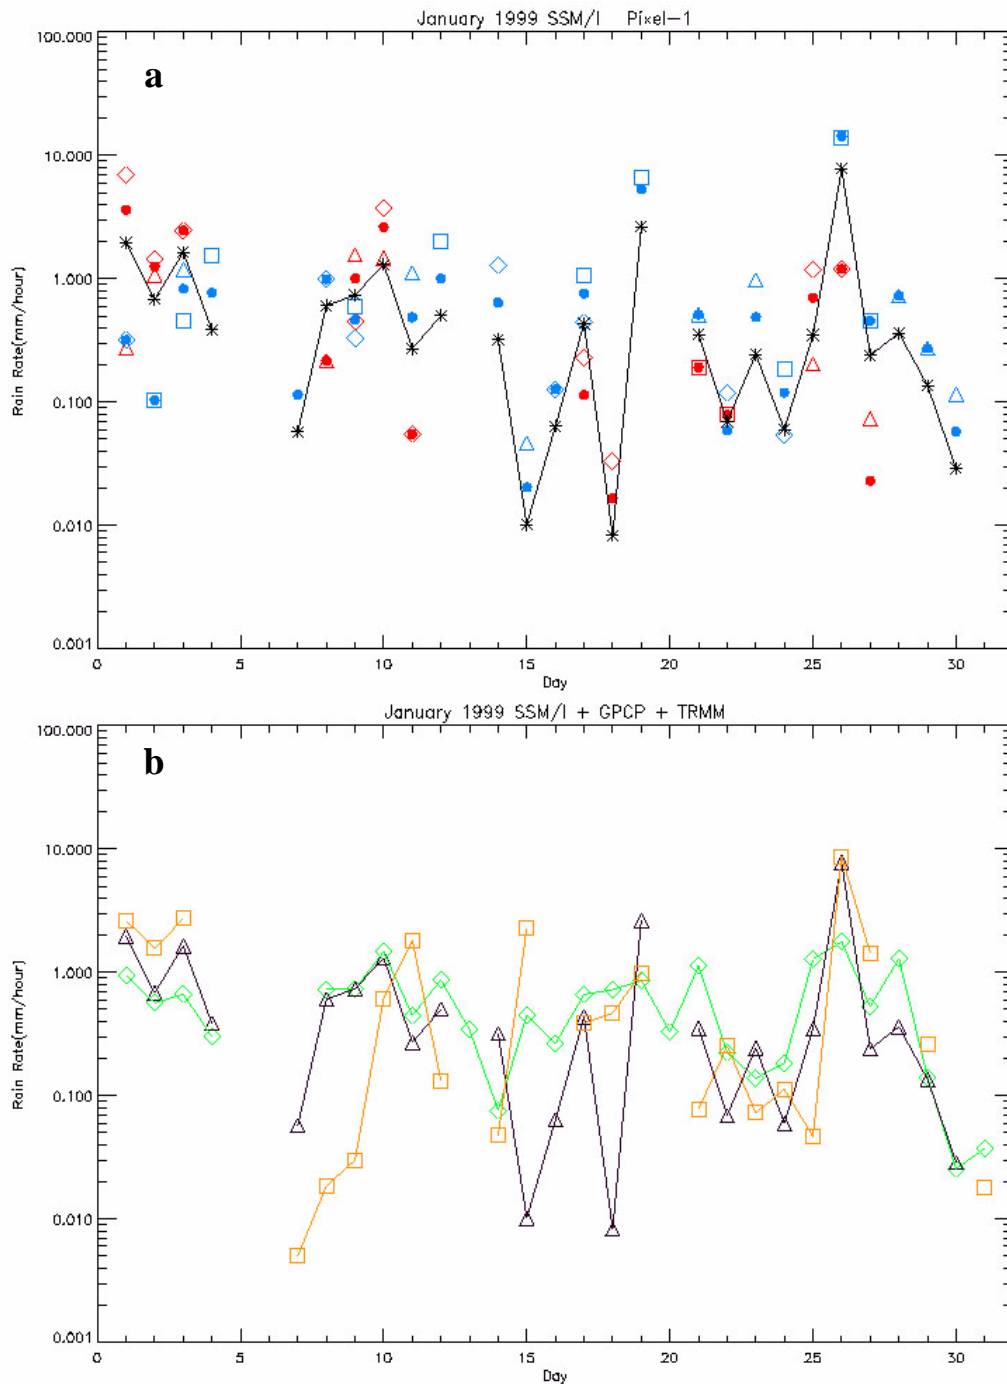 January 1999 SSM/I Pixel-1
a
100.000
10.000
1.000
0.100
0.010
0.001
Rain Rate(mm/hour)
0 5 10 15 20 25 30
Day
January 1999 SSM/I + GPCP + TRMM
b
100.000
10.000
1.000
0.100
0.010
0.001
Rain Rate(mm/hour)
0 5 10 15 20 25 30
Day